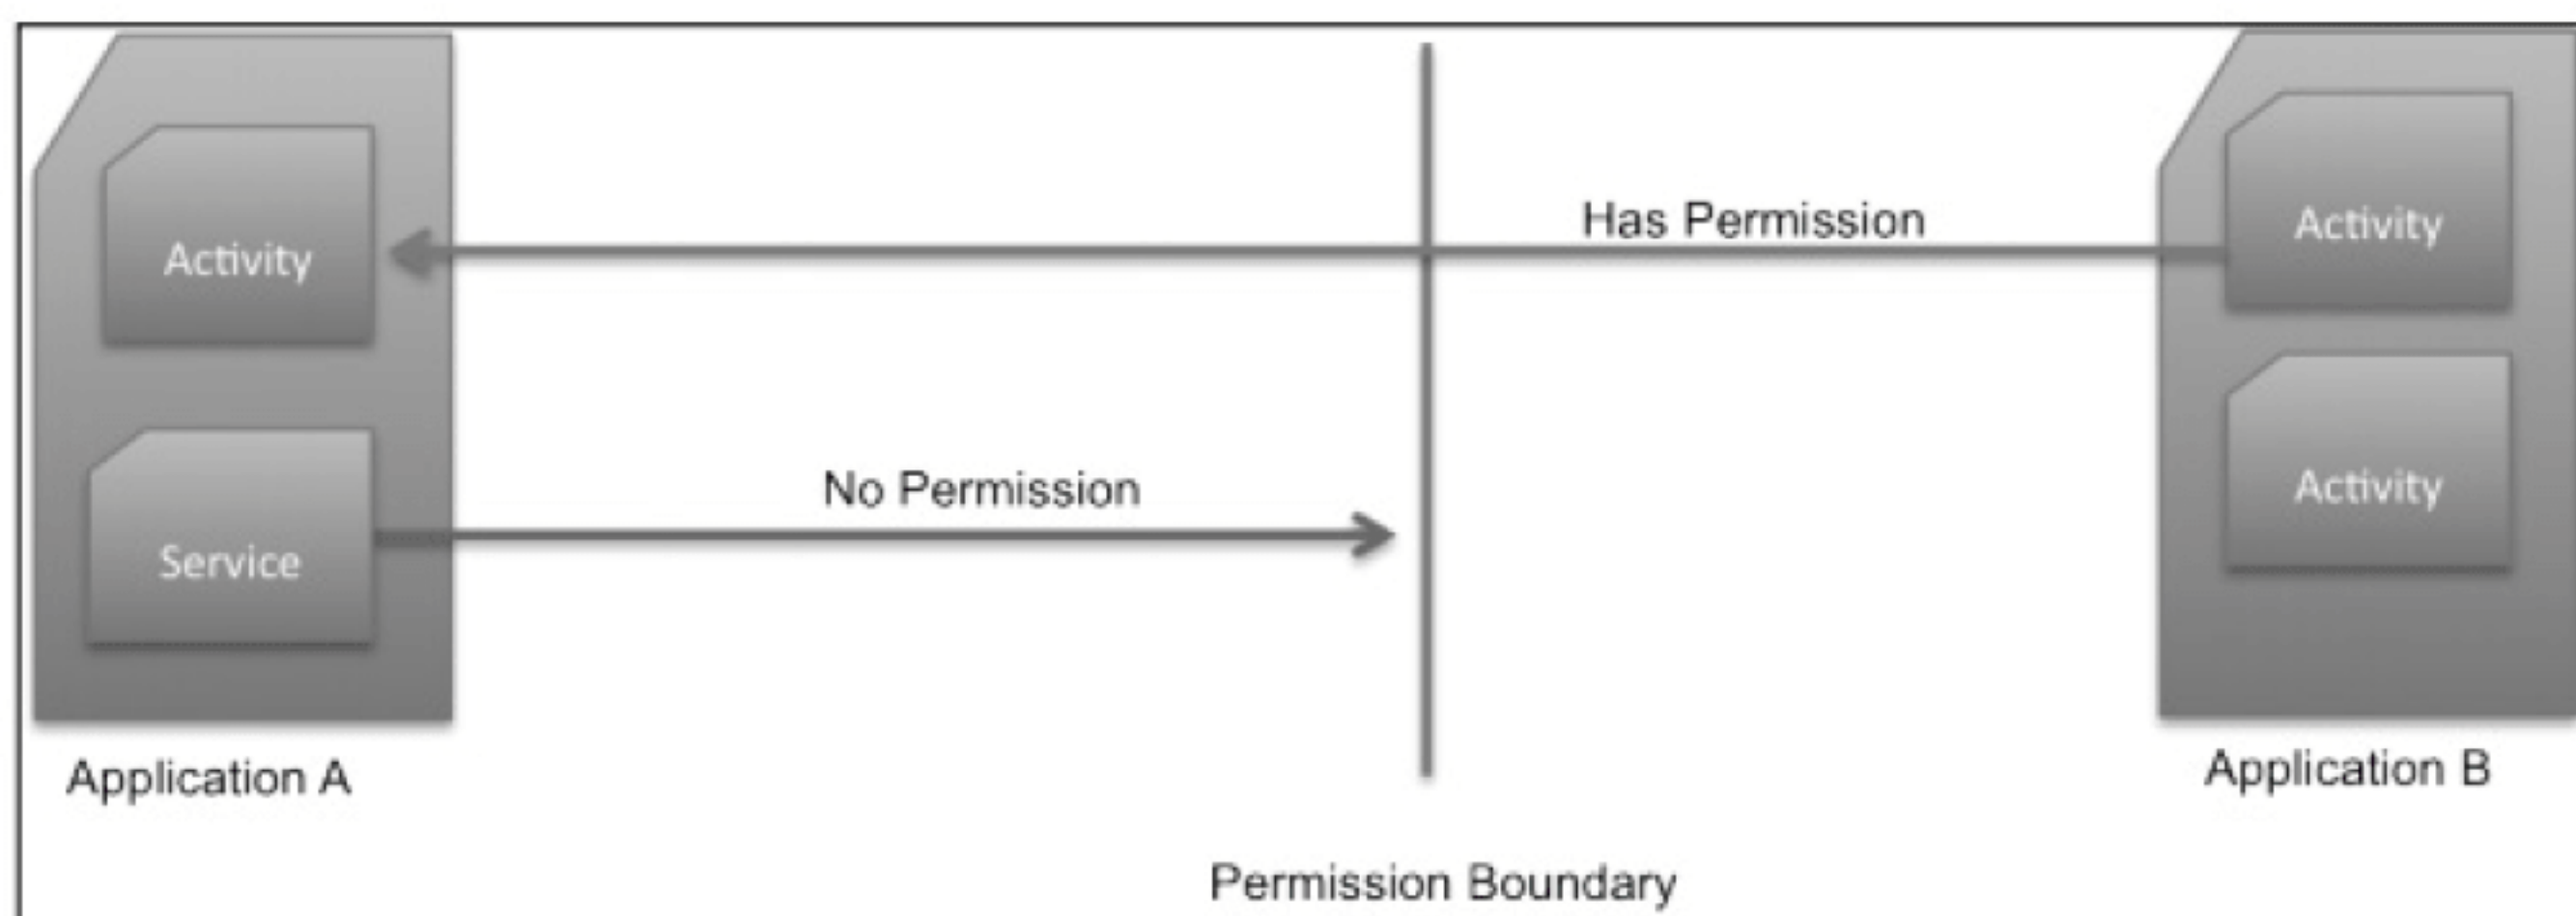 Activity
Has Permission
Activity
No Permission
Service
Activity
Application A
Application B
Permission Boundary